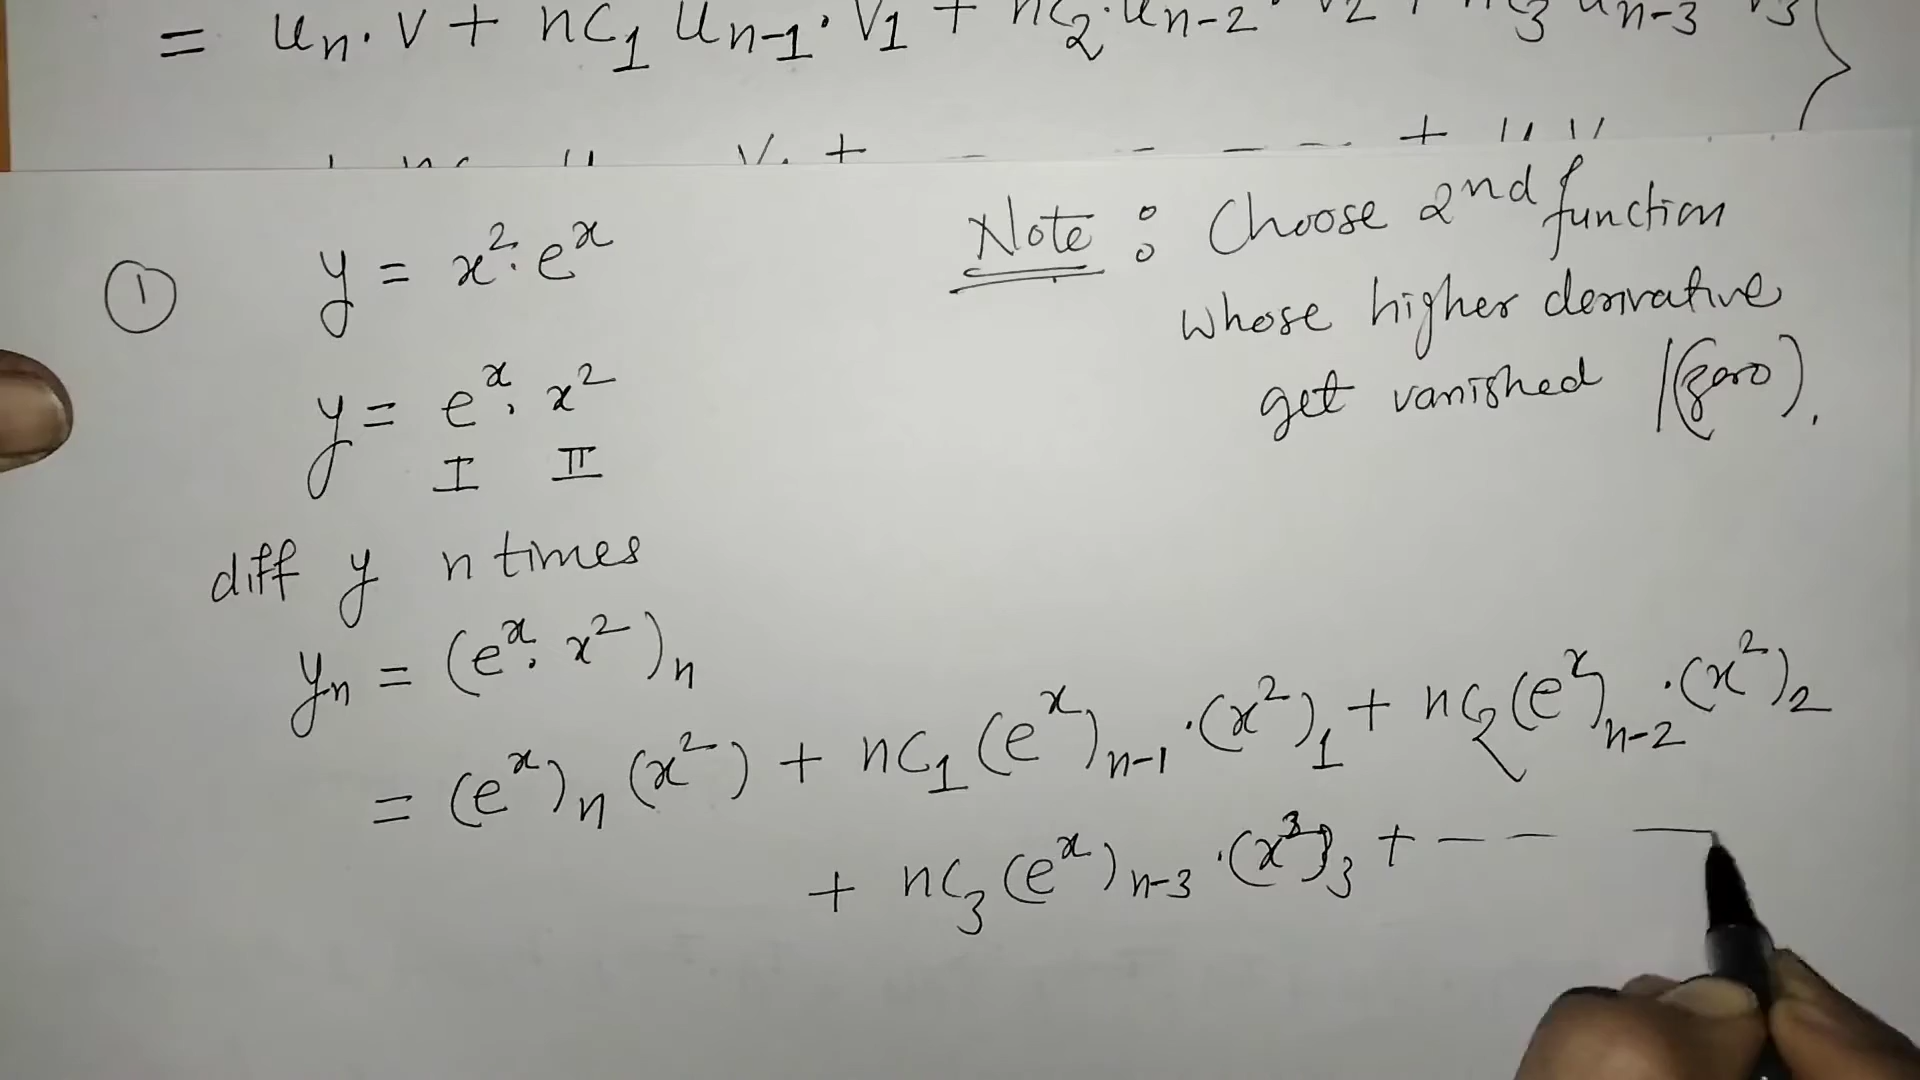 = uₙ · v + nc₁ uₙ₋₁ · v₁ + nc₂ · uₙ₋₂ · v₂ + nc₃ uₙ₋₃ v₃
① y = x² · eˣ
Note : Choose 2nd function
whose higher derivative
get vanished /(zero).
y = eˣ · x²
I II
diff y n times
yₙ = (eˣ · x²)ₙ
= (eˣ)ₙ (x²) + nc₁ (eˣ)ₙ₋₁ · (x²)₁ + nc₂ (eˣ)ₙ₋₂ · (x²)₂
+ nc₃ (eˣ)ₙ₋₃ · (x²)₃ + – – —